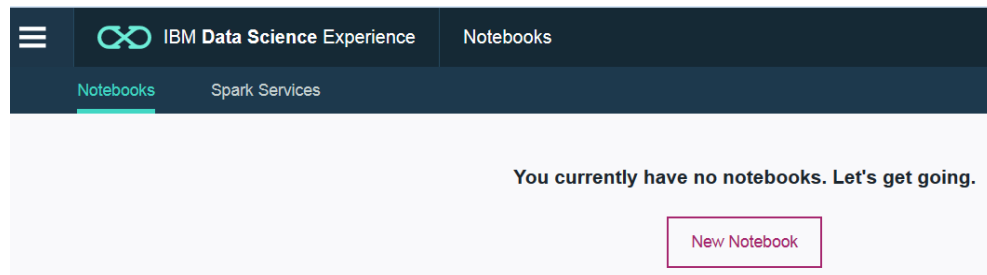 IBM Data Science Experience Notebooks
Notebooks Spark Services
You currently have no notebooks. Let's get going.
New Notebook